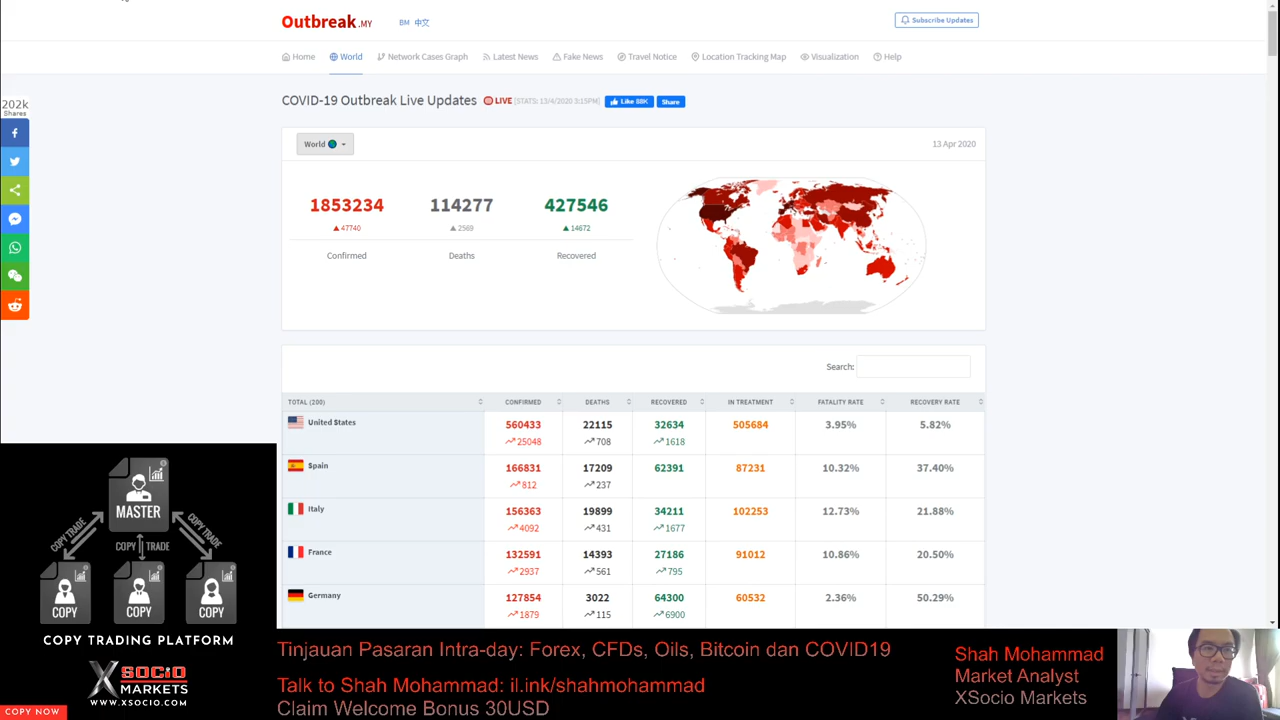 Outbreak.MY
BM 中文
Subscribe Updates
Home World Network Cases Graph Latest News Fake News Travel Notice Location Tracking Map Visualization Help
202k
Shares
COVID-19 Outbreak Live Updates LIVE [STATS: 13/4/2020 3:15PM] Like 88K Share
World 13 Apr 2020
1853234 114277 427546
47740 2569 14672
Confirmed Deaths Recovered
Search:
TOTAL (200) CONFIRMED DEATHS RECOVERED IN TREATMENT FATALITY RATE RECOVERY RATE
United States 560433 22115 32634 505684 3.95% 5.82%
25048 708 1618
Spain 166831 17209 62391 87231 10.32% 37.40%
812 237
Italy 156363 19899 34211 102253 12.73% 21.88%
4092 431 1677
France 132591 14393 27186 91012 10.86% 20.50%
2937 561 795
Germany 127854 3022 64300 60532 2.36% 50.29%
1879 115 6900
MASTER
COPY TRADE COPY TRADE COPY TRADE
COPY COPY COPY
COPY TRADING PLATFORM
XSOCIO
MARKETS
WWW.XSOCIO.COM
COPY NOW
Tinjauan Pasaran Intra-day: Forex, CFDs, Oils, Bitcoin dan COVID19
Talk to Shah Mohammad: il.ink/shahmohammad
Claim Welcome Bonus 30USD
Shah Mohammad
Market Analyst
XSocio Markets